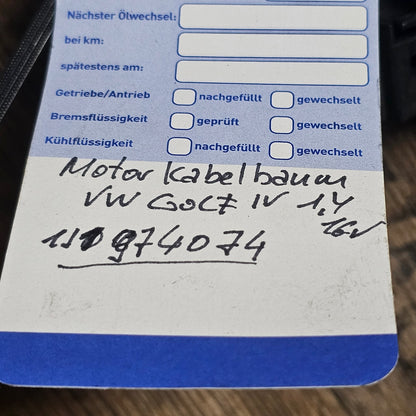 Nächster Ölwechsel:
bei km:
spätestens am:
Getriebe/Antrieb nachgefüllt gewechselt
Bremsflüssigkeit geprüft gewechselt
Kühlflüssigkeit nachgefüllt gewechselt
Motor Kabelbaum
VW GOLF IV 1,4
16V